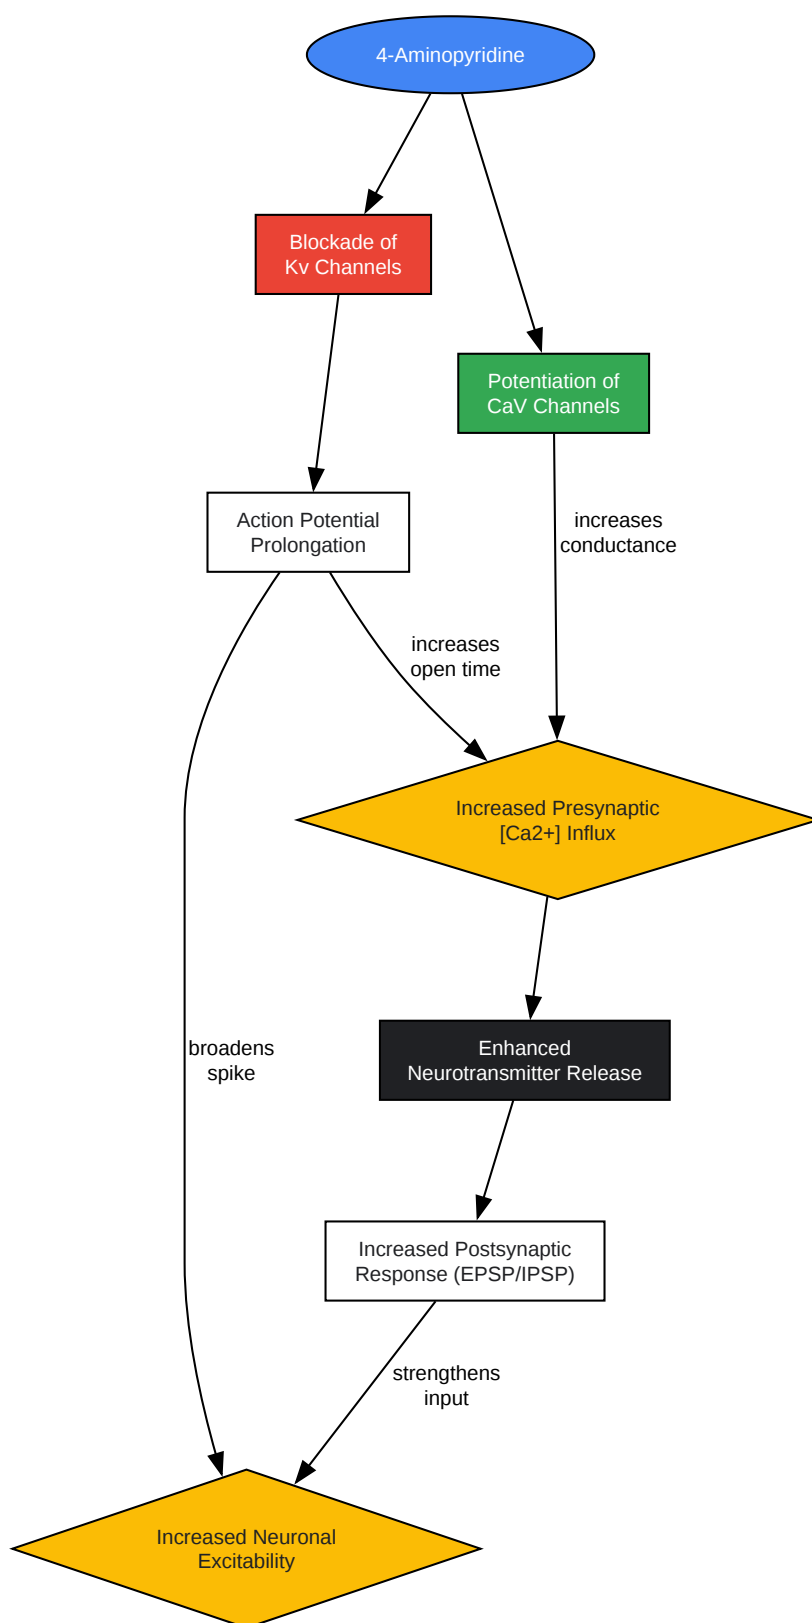 4-Aminopyridine
Blockade of
Kv Channels
Potentiation of
CaV Channels
Action Potential
Prolongation
increases
conductance
increases
open time
Increased Presynaptic
[Ca2+] Influx
broadens
spike
Enhanced
Neurotransmitter Release
Increased Postsynaptic
Response (EPSP/IPSP)
strengthens
input
Increased Neuronal
Excitability